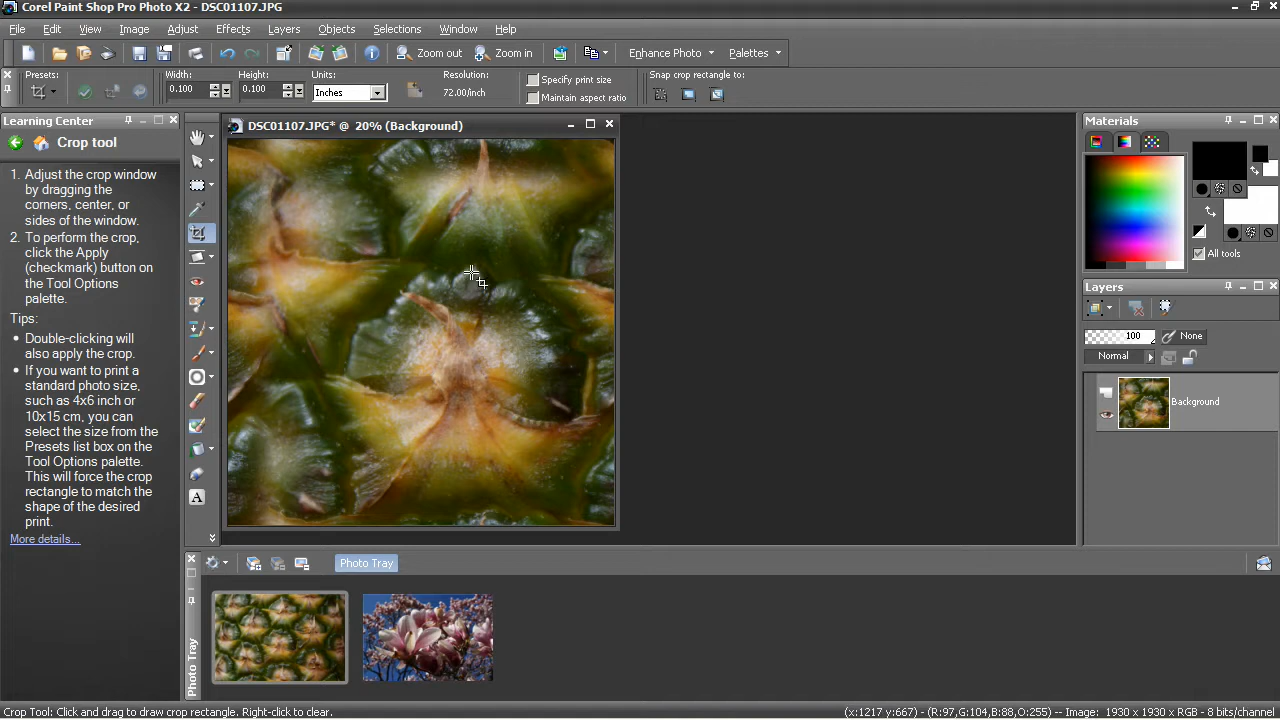 Corel Paint Shop Pro Photo X2 - DSC01107.JPG
File Edit View Image Adjust Effects Layers Objects Selections Window Help
Zoom out Zoom in Enhance Photo Palettes
Presets: Width: Height: Units: Resolution: Specify print size Snap crop rectangle to:
0.100 0.100 Inches 72.00/inch Maintain aspect ratio
Learning Center
Crop tool
1. Adjust the crop window
by dragging the
corners, center, or
sides of the window.
2. To perform the crop,
click the Apply
(checkmark) button on
the Tool Options
palette.
Tips:
• Double-clicking will
also apply the crop.
• If you want to print a
standard photo size,
such as 4x6 inch or
10x15 cm, you can
select the size from the
Presets list box on the
Tool Options palette.
This will force the crop
rectangle to match the
shape of the desired
print.
More details...
A
DSC01107.JPG* @ 20% (Background)
Materials
All tools
Layers
100 None
Normal
Background
Photo Tray
Photo Tray
Crop Tool: Click and drag to draw crop rectangle. Right-click to clear.
(x:1217 y:667) - (R:97,G:104,B:88,O:255) -- Image: 1930 x 1930 x RGB - 8 bits/channel